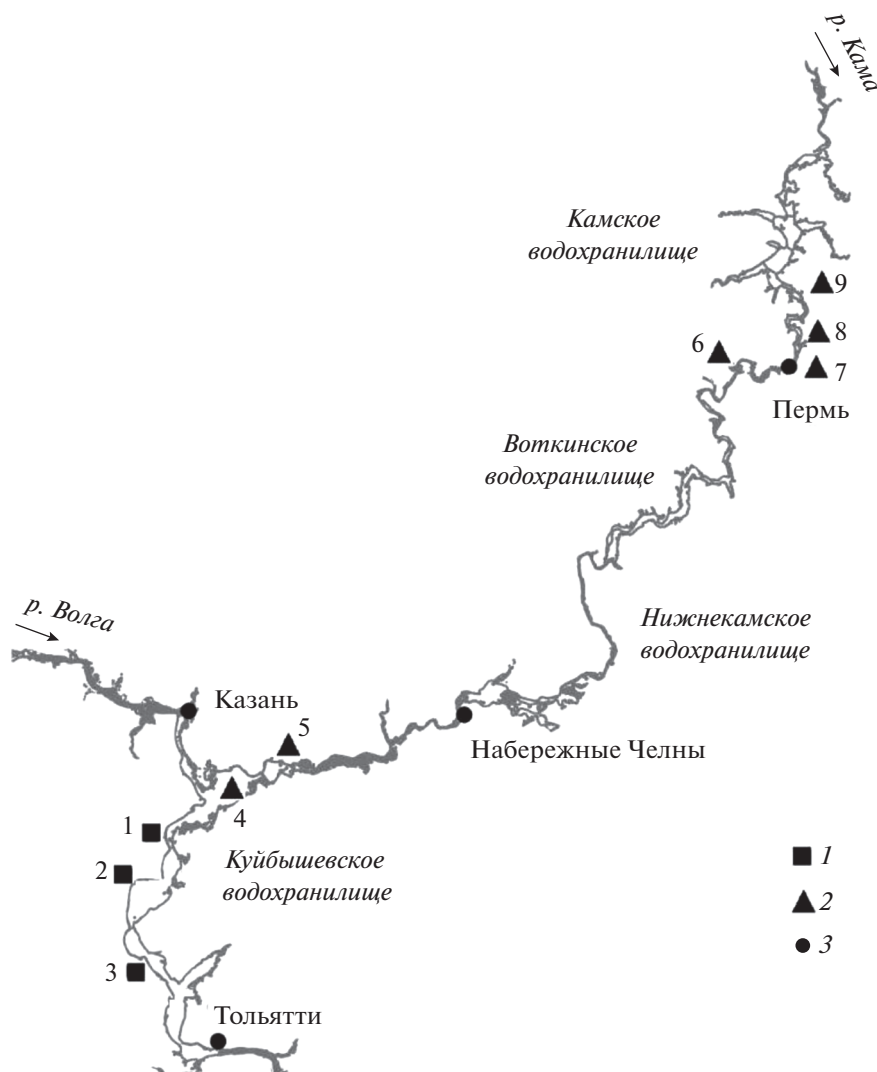 р. Кама
Камское
водохранилище
9
8
6
7
Пермь
Воткинское
водохранилище
р. Волга
Нижнекамское
водохранилище
Казань
5
Набережные Челны
4
1
2
Куйбышевское
водохранилище
3
Тольятти
1
2
3